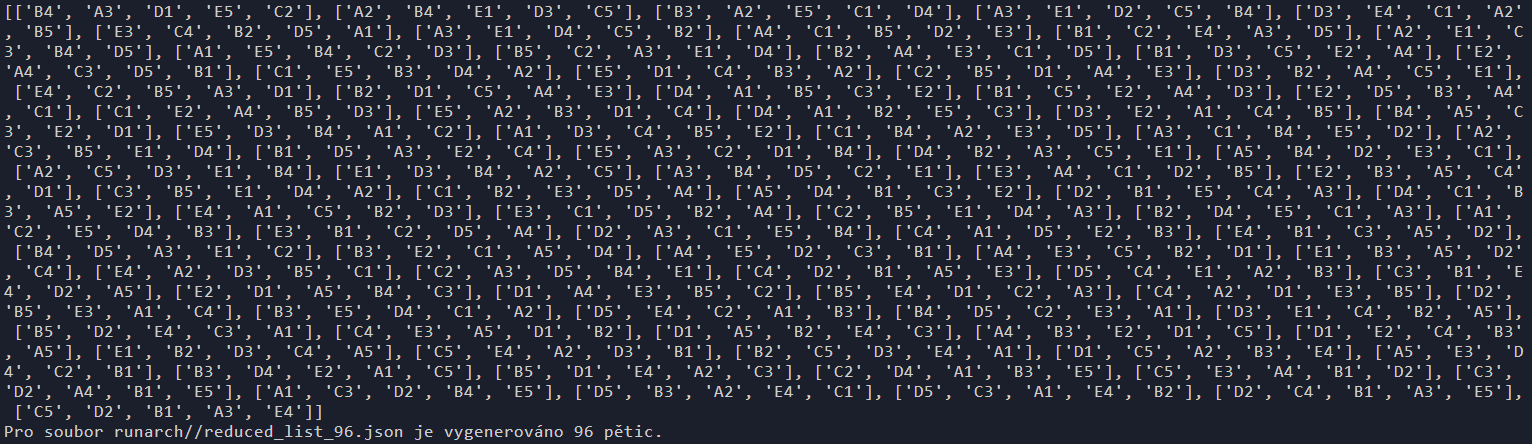 [['B4', 'A3', 'D1', 'E5', 'C2'], ['A2', 'B4', 'E1', 'D3', 'C5'], ['B3', 'A2', 'E5', 'C1', 'D4'], ['A3', 'E1', 'D2', 'C5', 'B4'], ['D3', 'E4', 'C1', 'A2'
, 'B5'], ['E3', 'C4', 'B2', 'D5', 'A1'], ['A3', 'E1', 'D4', 'C5', 'B2'], ['A4', 'C1', 'B5', 'D2', 'E3'], ['B1', 'C2', 'E4', 'A3', 'D5'], ['A2', 'E1', 'C
3', 'B4', 'D5'], ['A1', 'E5', 'B4', 'C2', 'D3'], ['B5', 'C2', 'A3', 'E1', 'D4'], ['B2', 'A4', 'E3', 'C1', 'D5'], ['B1', 'D3', 'C5', 'E2', 'A4'], ['E2',
'A4', 'C3', 'D5', 'B1'], ['C1', 'E5', 'B3', 'D4', 'A2'], ['E5', 'D1', 'C4', 'B3', 'A2'], ['C2', 'B5', 'D1', 'A4', 'E3'], ['D3', 'B2', 'A4', 'C5', 'E1'],
['E4', 'C2', 'B5', 'A3', 'D1'], ['B2', 'D1', 'C5', 'A4', 'E3'], ['D4', 'A1', 'B5', 'C3', 'E2'], ['B1', 'C5', 'E2', 'A4', 'D3'], ['E2', 'D5', 'B3', 'A4'
, 'C1'], ['C1', 'E2', 'A4', 'B5', 'D3'], ['E5', 'A2', 'B3', 'D1', 'C4'], ['D4', 'A1', 'B2', 'E5', 'C3'], ['D3', 'E2', 'A1', 'C4', 'B5'], ['B4', 'A5', 'C
3', 'E2', 'D1'], ['E5', 'D3', 'B4', 'A1', 'C2'], ['A1', 'D3', 'C4', 'B5', 'E2'], ['C1', 'B4', 'A2', 'E3', 'D5'], ['A3', 'C1', 'B4', 'E5', 'D2'], ['A2',
'C3', 'B5', 'E1', 'D4'], ['B1', 'D5', 'A3', 'E2', 'C4'], ['E5', 'A3', 'C2', 'D1', 'B4'], ['D4', 'B2', 'A3', 'C5', 'E1'], ['A5', 'B4', 'D2', 'E3', 'C1'],
['A2', 'C5', 'D3', 'E1', 'B4'], ['E1', 'D3', 'B4', 'A2', 'C5'], ['A3', 'B4', 'D5', 'C2', 'E1'], ['E3', 'A4', 'C1', 'D2', 'B5'], ['E2', 'B3', 'A5', 'C4'
, 'D1'], ['C3', 'B5', 'E1', 'D4', 'A2'], ['C1', 'B2', 'E3', 'D5', 'A4'], ['A5', 'D4', 'B1', 'C3', 'E2'], ['D2', 'B1', 'E5', 'C4', 'A3'], ['D4', 'C1', 'B
3', 'A5', 'E2'], ['E4', 'A1', 'C5', 'B2', 'D3'], ['E3', 'C1', 'D5', 'B2', 'A4'], ['C2', 'B5', 'E1', 'D4', 'A3'], ['B2', 'D4', 'E5', 'C1', 'A3'], ['A1',
'C2', 'E5', 'D4', 'B3'], ['E3', 'B1', 'C2', 'D5', 'A4'], ['D2', 'A3', 'C1', 'E5', 'B4'], ['C4', 'A1', 'D5', 'E2', 'B3'], ['E4', 'B1', 'C3', 'A5', 'D2'],
['B4', 'D5', 'A3', 'E1', 'C2'], ['B3', 'E2', 'C1', 'A5', 'D4'], ['A4', 'E5', 'D2', 'C3', 'B1'], ['A4', 'E3', 'C5', 'B2', 'D1'], ['E1', 'B3', 'A5', 'D2'
, 'C4'], ['E4', 'A2', 'D3', 'B5', 'C1'], ['C2', 'A3', 'D5', 'B4', 'E1'], ['C4', 'D2', 'B1', 'A5', 'E3'], ['D5', 'C4', 'E1', 'A2', 'B3'], ['C3', 'B1', 'E
4', 'D2', 'A5'], ['E2', 'D1', 'A5', 'B4', 'C3'], ['D1', 'A4', 'E3', 'B5', 'C2'], ['B5', 'E4', 'D1', 'C2', 'A3'], ['C4', 'A2', 'D1', 'E3', 'B5'], ['D2',
'B5', 'E3', 'A1', 'C4'], ['B3', 'E5', 'D4', 'C1', 'A2'], ['D5', 'E4', 'C2', 'A1', 'B3'], ['B4', 'D5', 'C2', 'E3', 'A1'], ['D3', 'E1', 'C4', 'B2', 'A5'],
['B5', 'D2', 'E4', 'C3', 'A1'], ['C4', 'E3', 'A5', 'D1', 'B2'], ['D1', 'A5', 'B2', 'E4', 'C3'], ['A4', 'B3', 'E2', 'D1', 'C5'], ['D1', 'E2', 'C4', 'B3'
, 'A5'], ['E1', 'B2', 'D3', 'C4', 'A5'], ['C5', 'E4', 'A2', 'D3', 'B1'], ['B2', 'C5', 'D3', 'E4', 'A1'], ['D1', 'C5', 'A2', 'B3', 'E4'], ['A5', 'E3', 'D
4', 'C2', 'B1'], ['B3', 'D4', 'E2', 'A1', 'C5'], ['B5', 'D1', 'E4', 'A2', 'C3'], ['C2', 'D4', 'A1', 'B3', 'E5'], ['C5', 'E3', 'A4', 'B1', 'D2'], ['C3',
'D2', 'A4', 'B1', 'E5'], ['A1', 'C3', 'D2', 'B4', 'E5'], ['D5', 'B3', 'A2', 'E4', 'C1'], ['D5', 'C3', 'A1', 'E4', 'B2'], ['D2', 'C4', 'B1', 'A3', 'E5'],
['C5', 'D2', 'B1', 'A3', 'E4']]
Pro soubor runarch//reduced_list_96.json je vygenerováno 96 pětic.